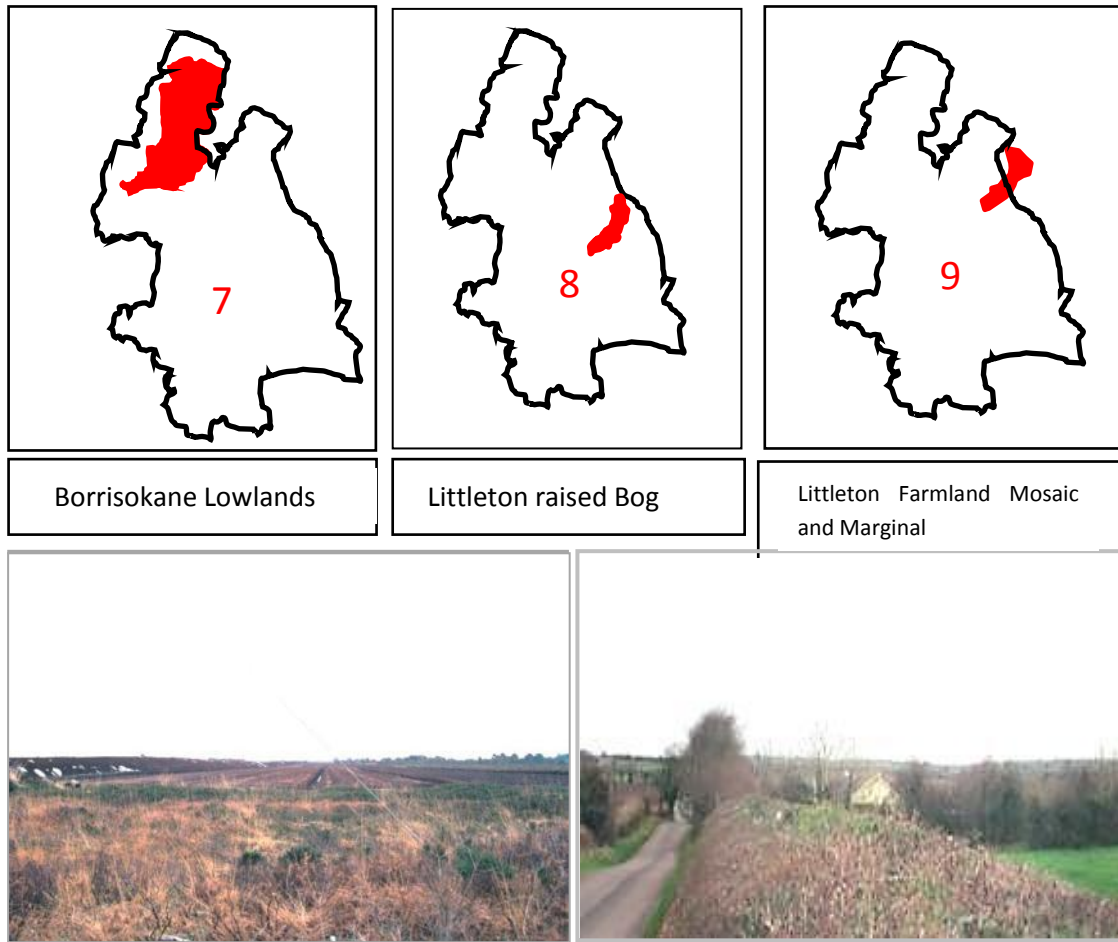 7
8
9
Borrisokane Lowlands
Littleton raised Bog
Littleton Farmland Mosaic
and Marginal